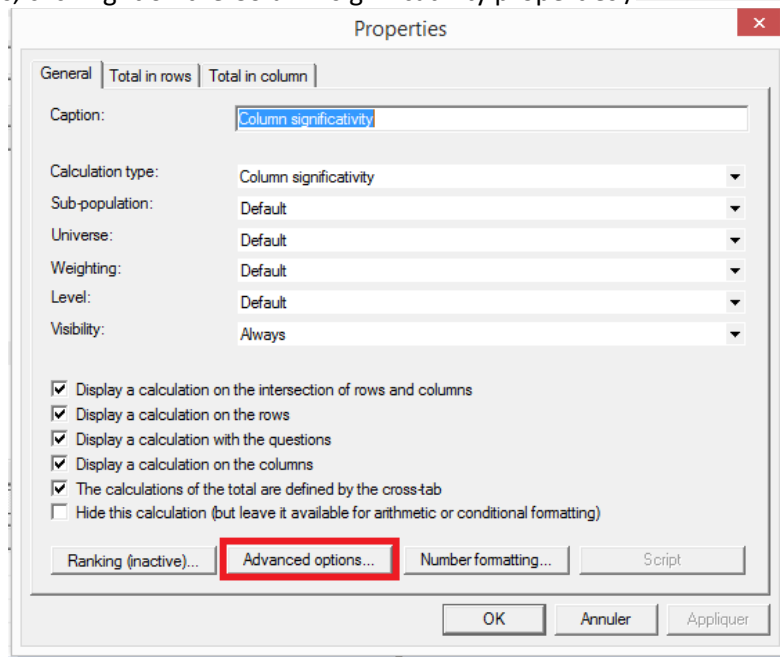 Properties
General Total in rows Total in column
Caption: Column significativity
Calculation type: Column significativity
Sub-population: Default
Universe: Default
Weighting: Default
Level: Default
Visibility: Always
Display a calculation on the intersection of rows and columns
Display a calculation on the rows
Display a calculation with the questions
Display a calculation on the columns
The calculations of the total are defined by the cross-tab
Hide this calculation (but leave it available for arithmetic or conditional formatting)
Ranking (inactive)... Advanced options... Number formatting... Script
OK Annuler Appliquer